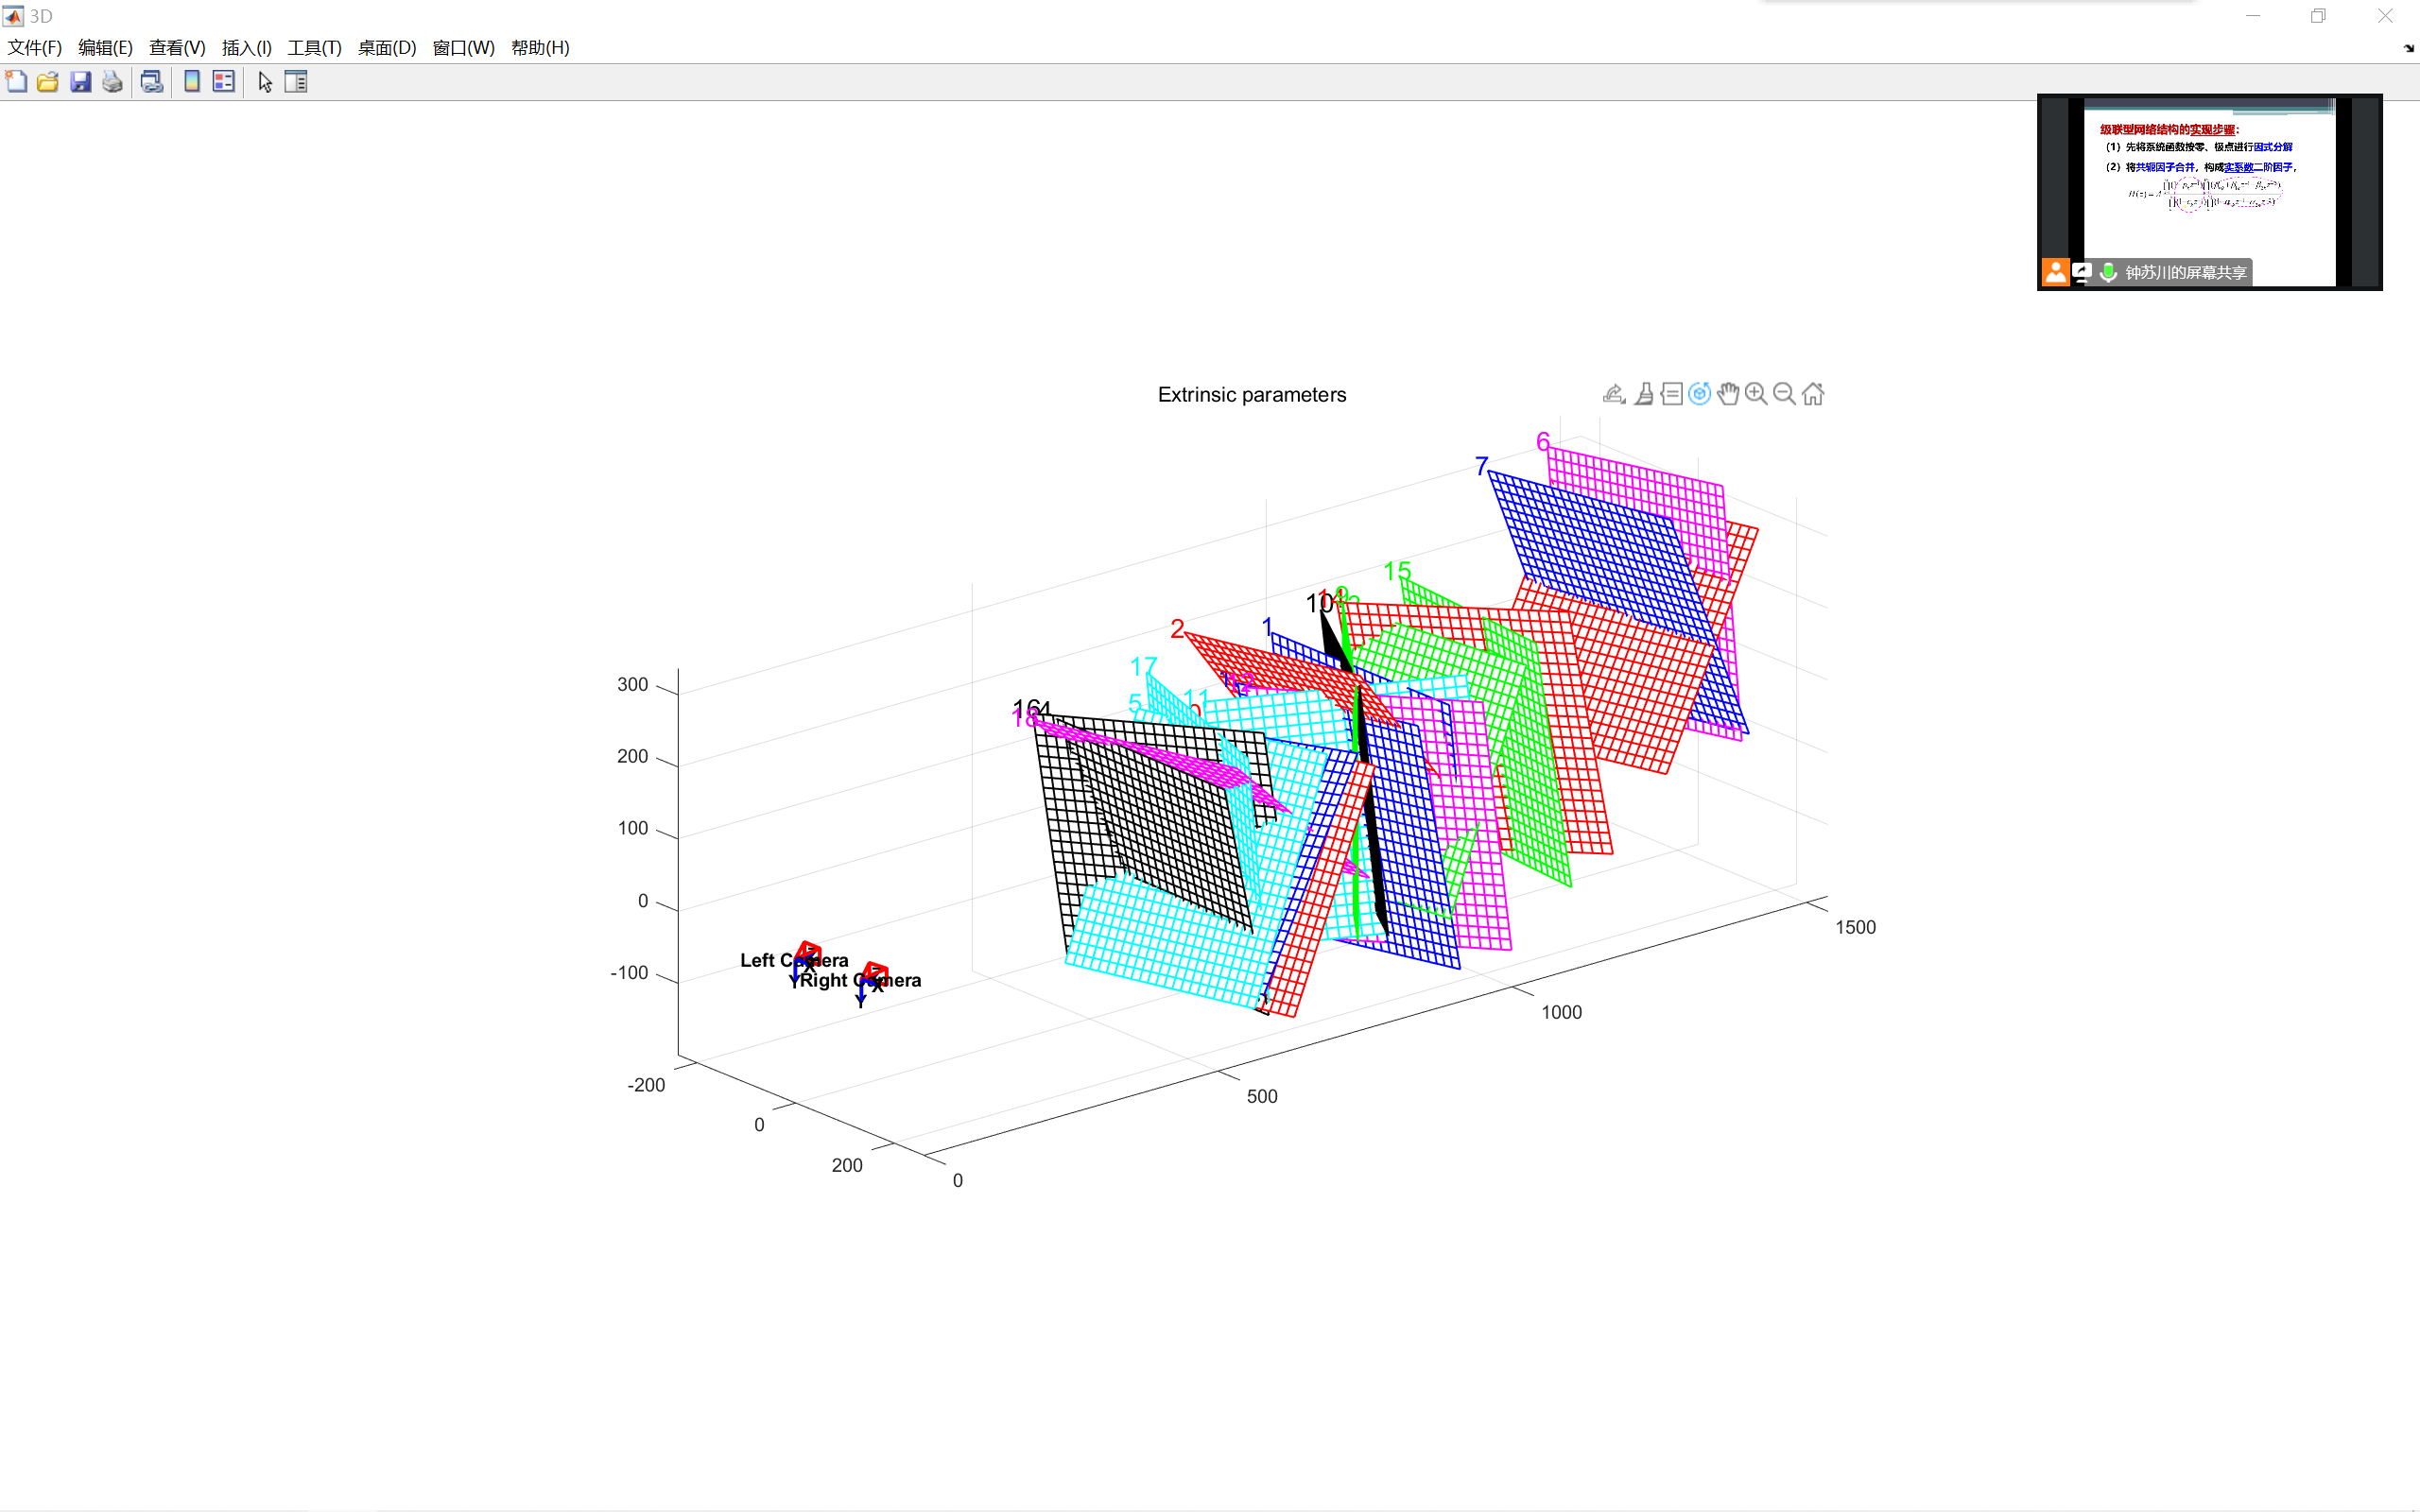 3D
文件(F) 编辑(E) 查看(V) 插入(I) 工具(T) 桌面(D) 窗口(W) 帮助(H)
级联型网络结构的实现步骤：
（1）先将系统函数按零、极点进行因式分解
（2）将共轭因子合并，构成实系数二阶因子，
钟苏川的屏幕共享
Extrinsic parameters
6
7
15
9
10
2
1
17
12
5
11
16
4
18
300
200
100
0
-100
Left Camera
Y
X
Right Camera
Y
X
-200
0
200
0
500
1000
1500